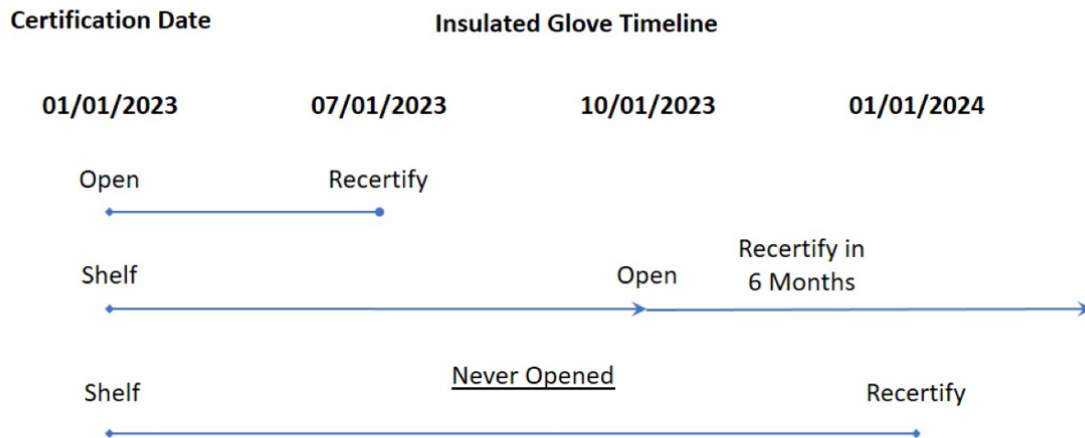 Certification Date
Insulated Glove Timeline
01/01/2023
07/01/2023
10/01/2023
01/01/2024
Open
Recertify
Shelf
Open
Recertify in
6 Months
Shelf
Never Opened
Recertify